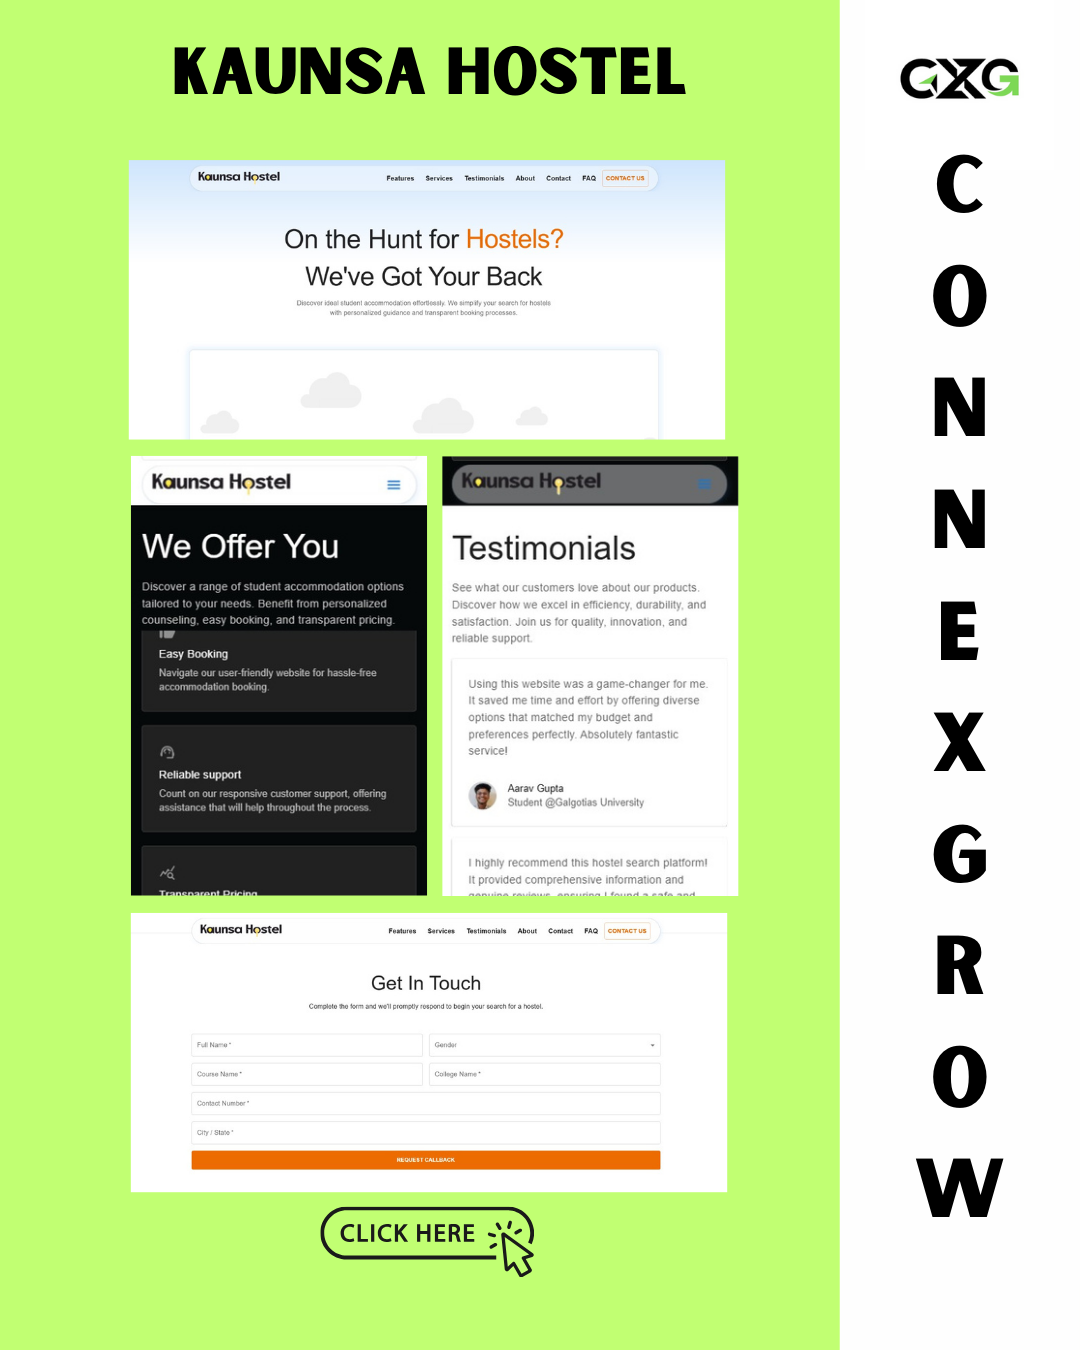 KAUNSA HOSTEL
Kaunsa Hostel
Features Services Testimonials About Contact FAQ CONTACT US
On the Hunt for Hostels?
We've Got Your Back
Discover ideal student accommodation effortlessly. We simplify your search for hostels
with personalized guidance and transparent booking processes.
Kaunsa Hostel
We Offer You
Discover a range of student accommodation options
tailored to your needs. Benefit from personalized
counseling, easy booking, and transparent pricing.
Easy Booking
Navigate our user-friendly website for hassle-free
accommodation booking.
Reliable support
Count on our responsive customer support, offering
assistance that will help throughout the process.
Transparent Pricing
Kaunsa Hostel
Testimonials
See what our customers love about our products.
Discover how we excel in efficiency, durability, and
satisfaction. Join us for quality, innovation, and
reliable support.
Using this website was a game-changer for me.
It saved me time and effort by offering diverse
options that matched my budget and
preferences perfectly. Absolutely fantastic
service!
Aarav Gupta
Student @Galgotias University
I highly recommend this hostel search platform!
It provided comprehensive information and
genuine reviews, ensuring I found a safe and
Kaunsa Hostel
Features Services Testimonials About Contact FAQ CONTACT US
Get In Touch
Complete the form and we'll promptly respond to begin your search for a hostel.
Full Name *
Gender
Course Name *
College Name *
Contact Number *
City / State *
REQUEST CALLBACK
CLICK HERE
CXG
C
O
N
N
E
X
G
R
O
W